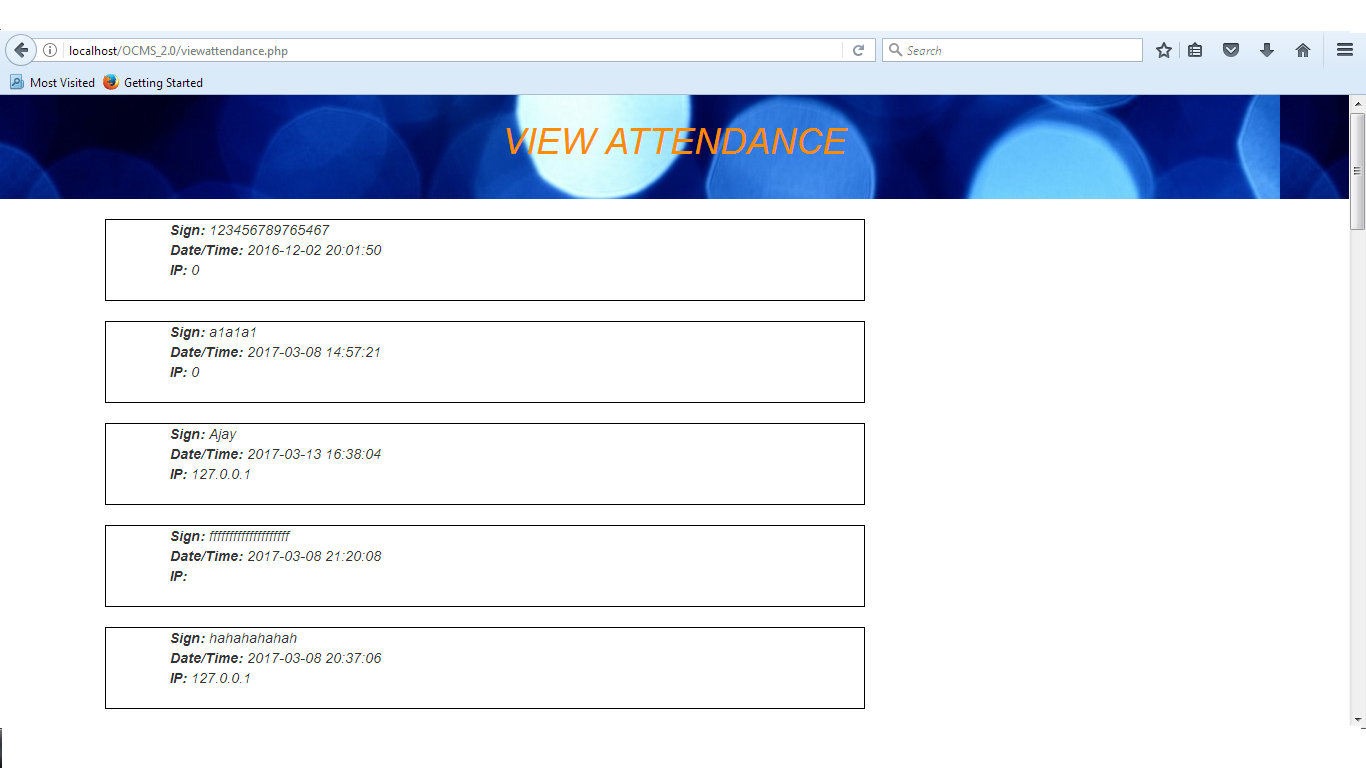 localhost/OCMS_2.0/viewattendance.php
Search
Most Visited Getting Started
VIEW ATTENDANCE
Sign: 123456789765467
Date/Time: 2016-12-02 20:01:50
IP: 0
Sign: a1a1a1
Date/Time: 2017-03-08 14:57:21
IP: 0
Sign: Ajay
Date/Time: 2017-03-13 16:38:04
IP: 127.0.0.1
Sign: ffffffffffffffffffff
Date/Time: 2017-03-08 21:20:08
IP:
Sign: hahahahahah
Date/Time: 2017-03-08 20:37:06
IP: 127.0.0.1